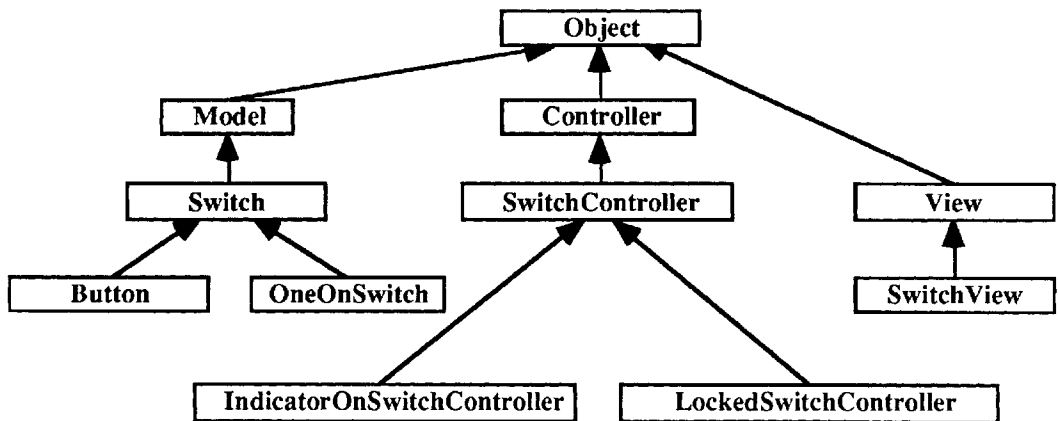 Object
Model
Controller
Switch
SwitchController
View
Button
OneOnSwitch
SwitchView
IndicatorOnSwitchController
LockedSwitchController